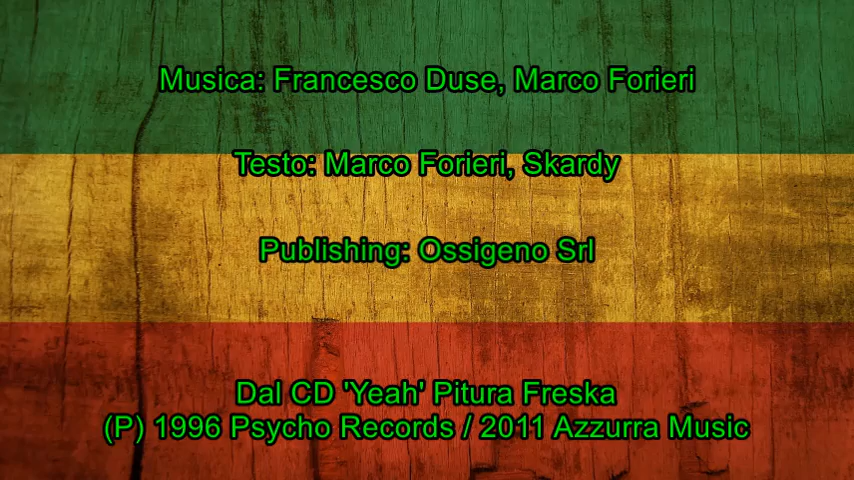 Musica: Francesco Duse, Marco Forieri
Testo: Marco Forieri, Skardy
Publishing: Ossigeno Srl
Dal CD 'Yeah' Pitura Freska
(P) 1996 Psycho Records / 2011 Azzurra Music